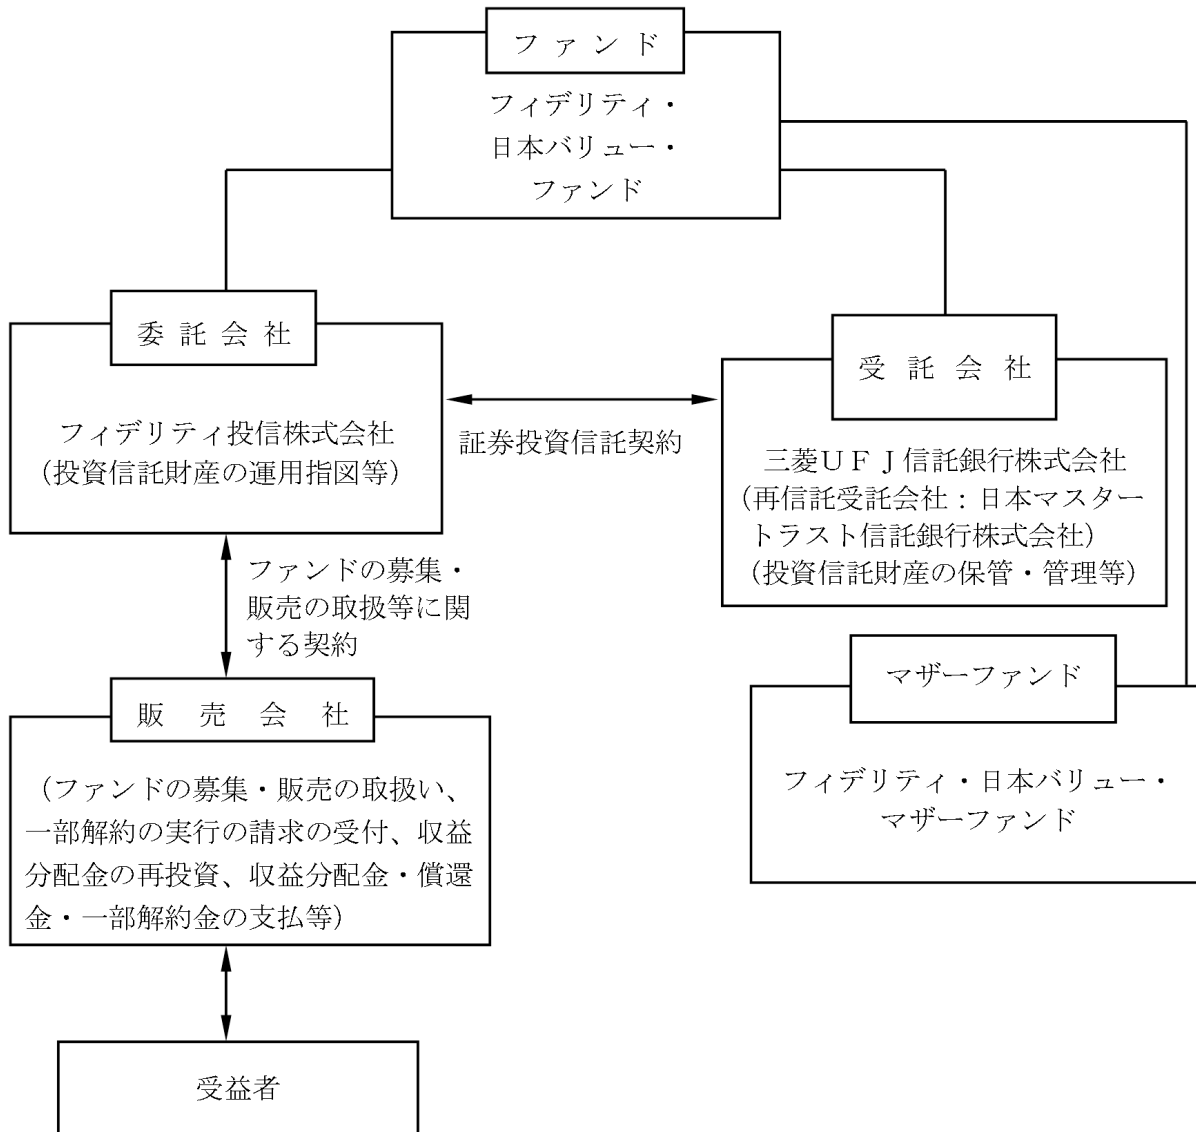 ファンド
フィデリティ・
日本バリュー・
ファンド
委託会社
フィデリティ投信株式会社
(投資信託財産の運用指図等)
証券投資信託契約
受託会社
三菱UFJ信託銀行株式会社
(再信託受託会社:日本マスター
トラスト信託銀行株式会社)
(投資信託財産の保管・管理等)
ファンドの募集・
販売の取扱等に関
する契約
マザーファンド
フィデリティ・日本バリュー・
マザーファンド
販売会社
(ファンドの募集・販売の取扱い、
一部解約の実行の請求の受付、収益
分配金の再投資、収益分配金・償還
金・一部解約金の支払等)
受益者